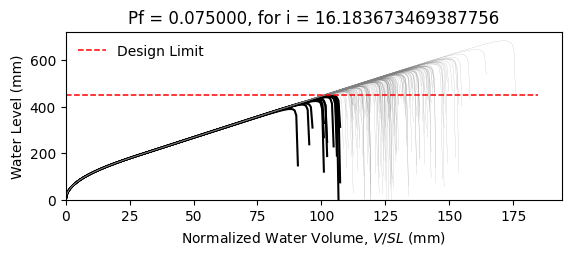 Pf = 0.075000, for i = 16.183673469387756
Design Limit
Water Level (mm)
600
400
200
0
0 25 50 75 100 125 150 175
Normalized Water Volume, V/SL (mm)